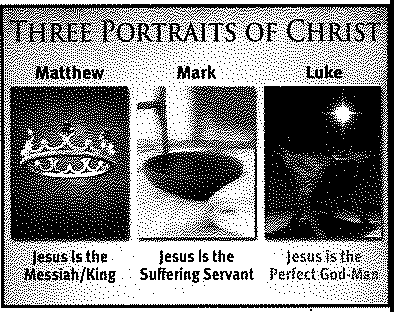 THREE PORTRAITS OF CHRIST
Matthew Mark Luke
Jesus is the Jesus is the Jesus is the
Messiah/King Suffering Servant Perfect God-Man